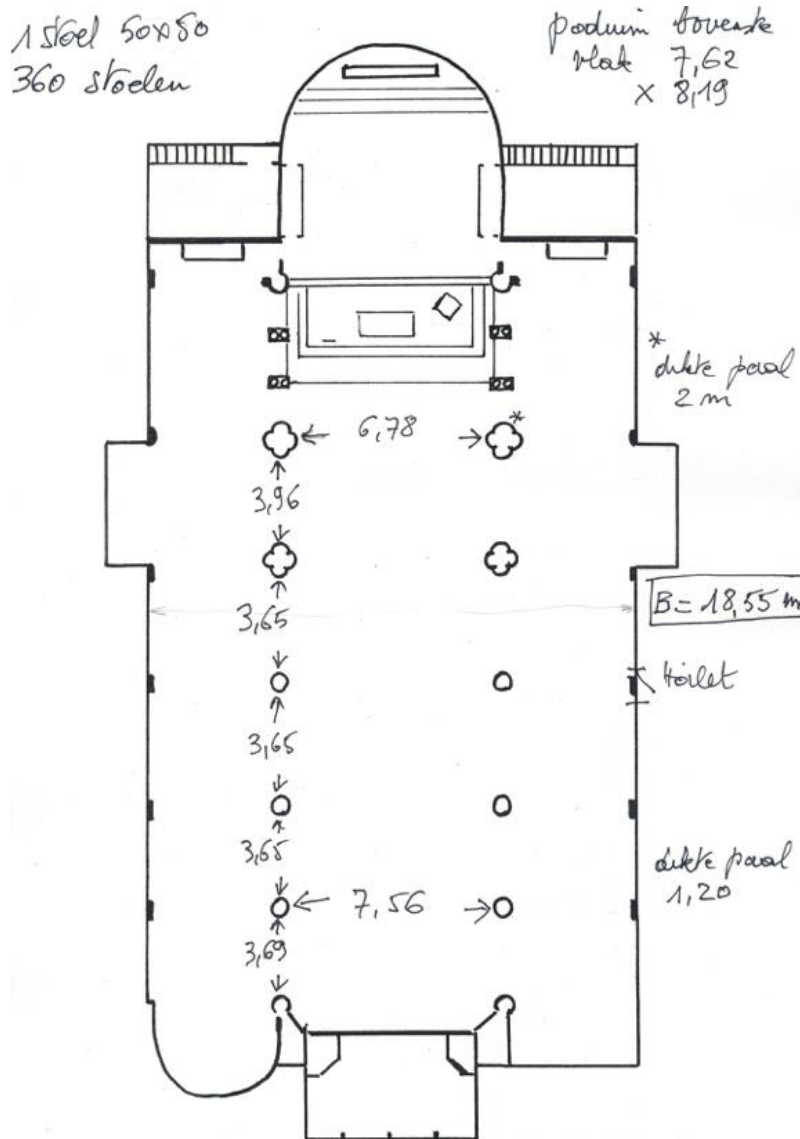 1 stoel 50x50
360 stoelen
podium bovenste
vlak 7,62
x 8,19
*
dikte paal
2 m
*
6,78
3,96
3,65
B= 18,55 m
toilet
3,65
3,65
dikte paal
1,20
7,56
3,69